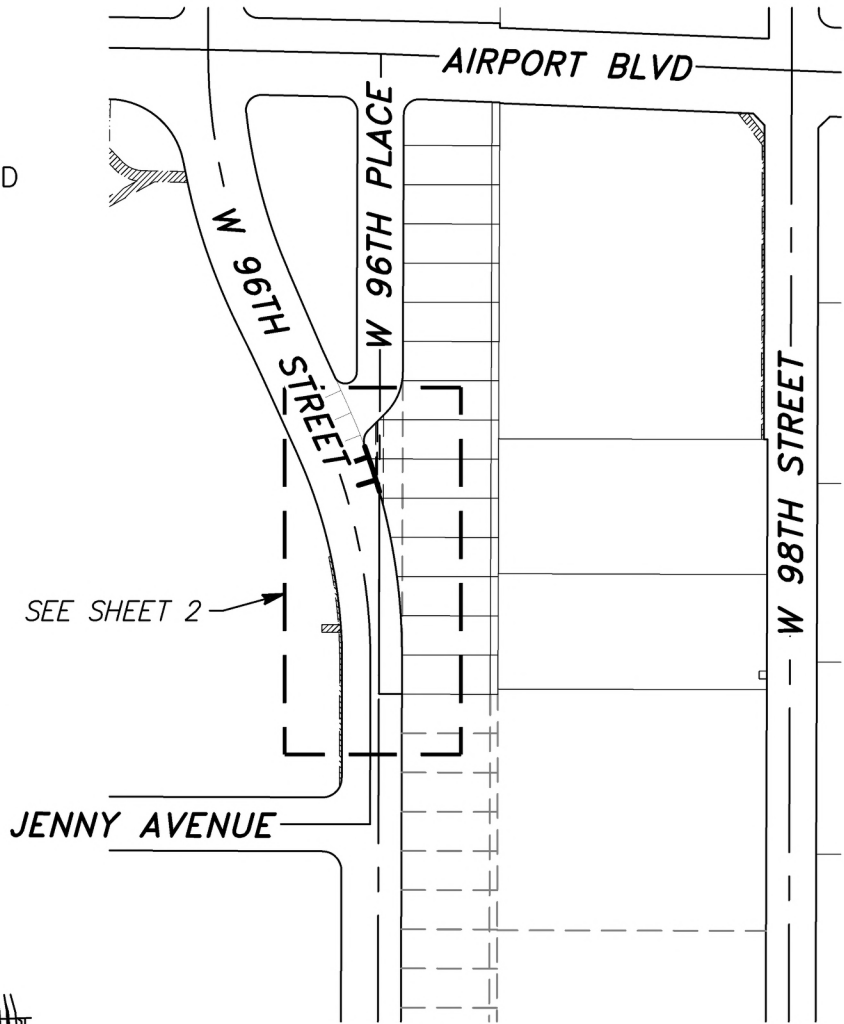 AIRPORT BLVD
D
W 96TH PLACE
W 96TH STREET
W 98TH STREET
SEE SHEET 2
JENNY AVENUE